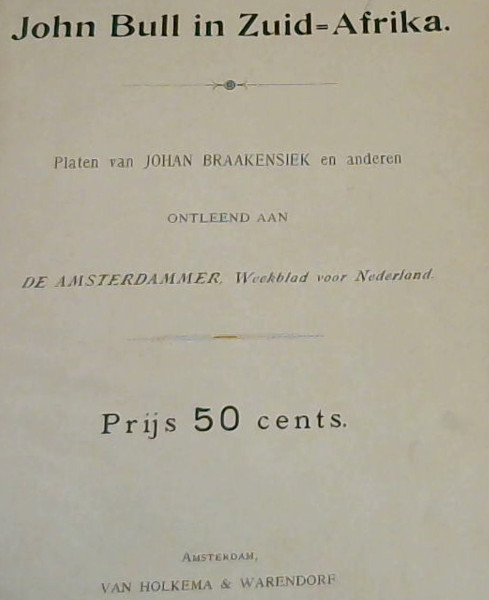 John Bull in Zuid=Afrika.
Platen van JOHAN BRAAKENSIEK en anderen
ONTLEEND AAN
DE AMSTERDAMMER, Weekblad voor Nederland.
Prijs 50 cents.
AMSTERDAM,
VAN HOLKEMA & WARENDORF